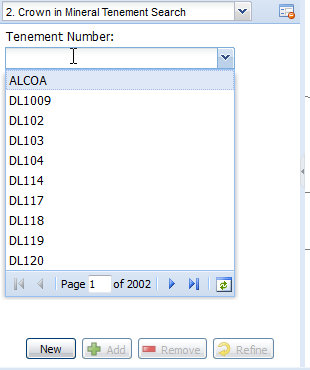 2. Crown in Mineral Tenement Search
Tenement Number:
ALCOA
DL1009
DL102
DL103
DL104
DL114
DL117
DL118
DL119
DL120
Page 1 of 2002
New Add Remove Refine